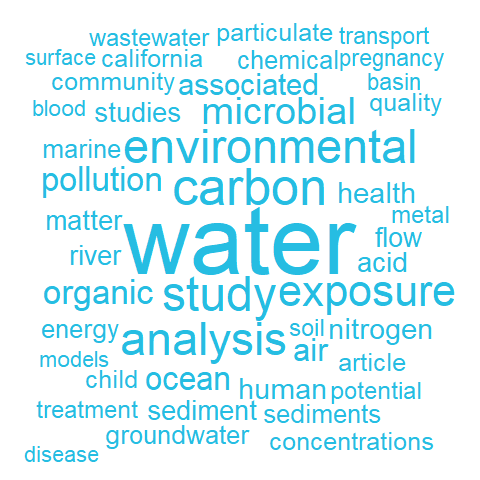 wastewater particulate transport
surface california chemical pregnancy
community associated basin
blood studies microbial quality
marine environmental
pollution carbon health
matter water metal
river flow
acid
organic study exposure
energy analysis soil nitrogen
models air article
child ocean human potential
treatment sediment sediments
groundwater concentrations
disease